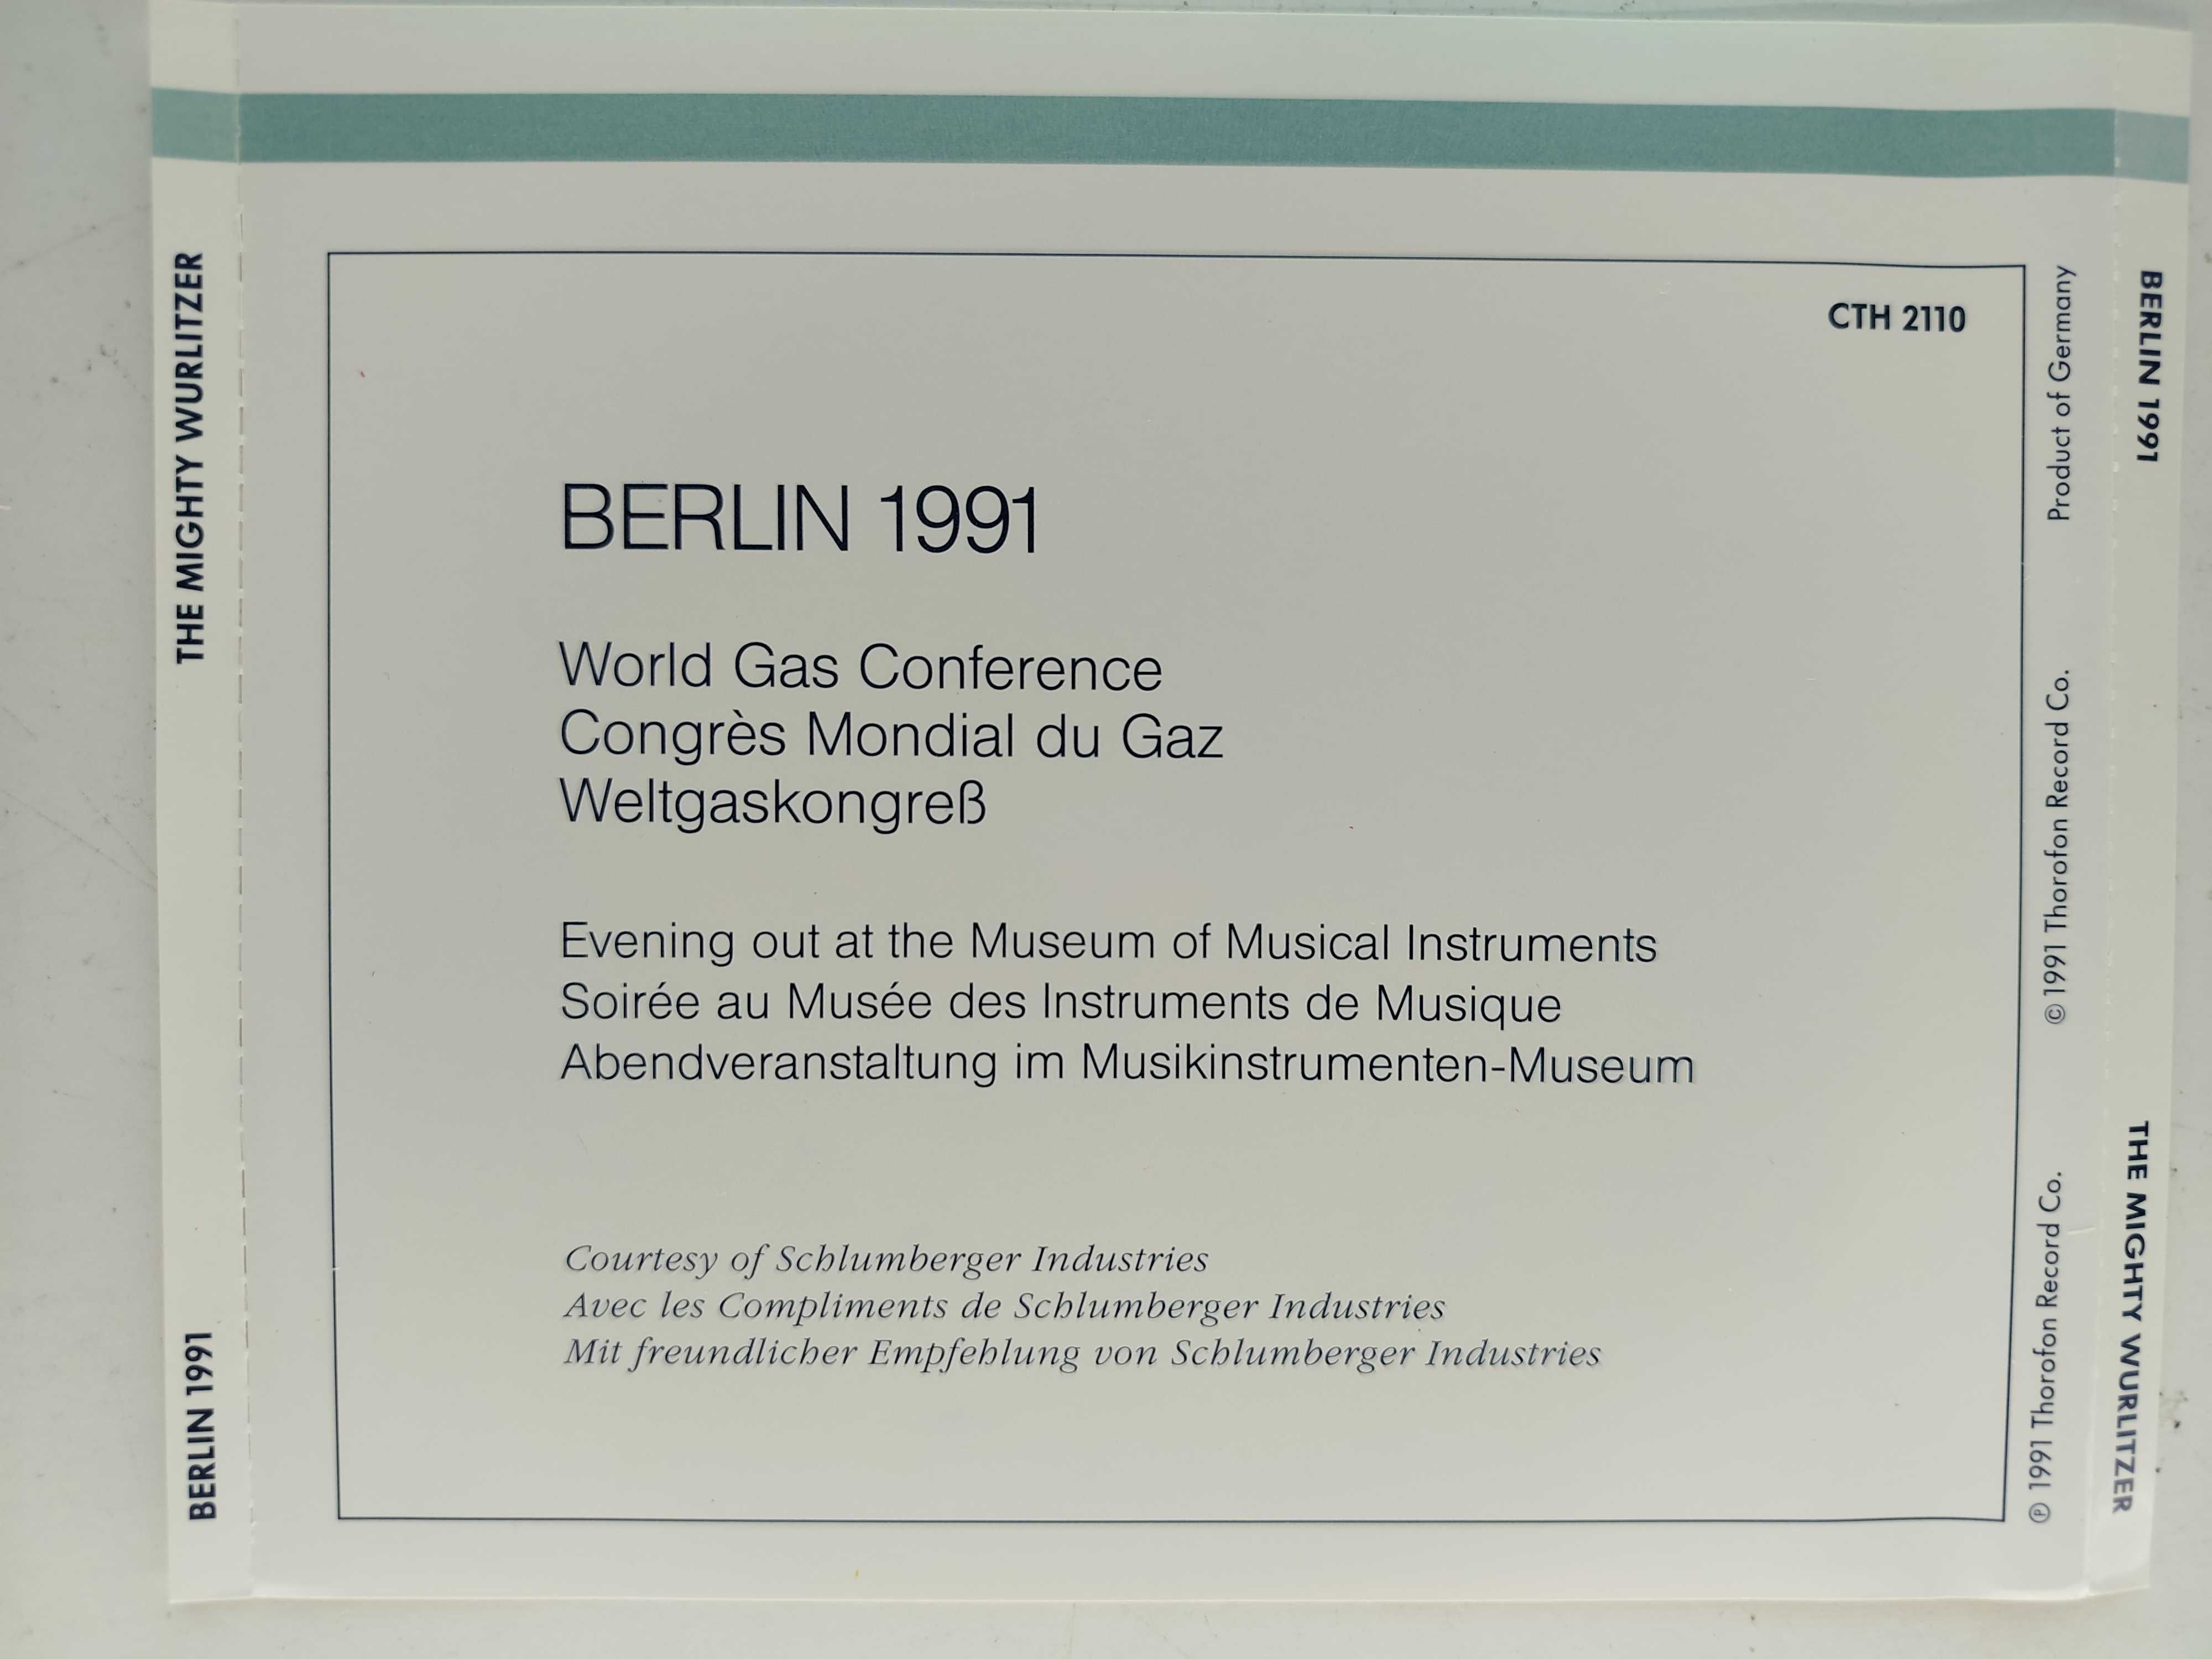 THE MIGHTY WURLITZER
BERLIN 1991
CTH 2110
BERLIN 1991
World Gas Conference
Congrès Mondial du Gaz
Weltgaskongreß
Evening out at the Museum of Musical Instruments
Soirée au Musée des Instruments de Musique
Abendveranstaltung im Musikinstrumenten-Museum
Courtesy of Schlumberger Industries
Avec les Compliments de Schlumberger Industries
Mit freundlicher Empfehlung von Schlumberger Industries
℗ 1991 Thorofon Record Co. © 1991 Thorofon Record Co. Product of Germany
BERLIN 1991
THE MIGHTY WURLITZER